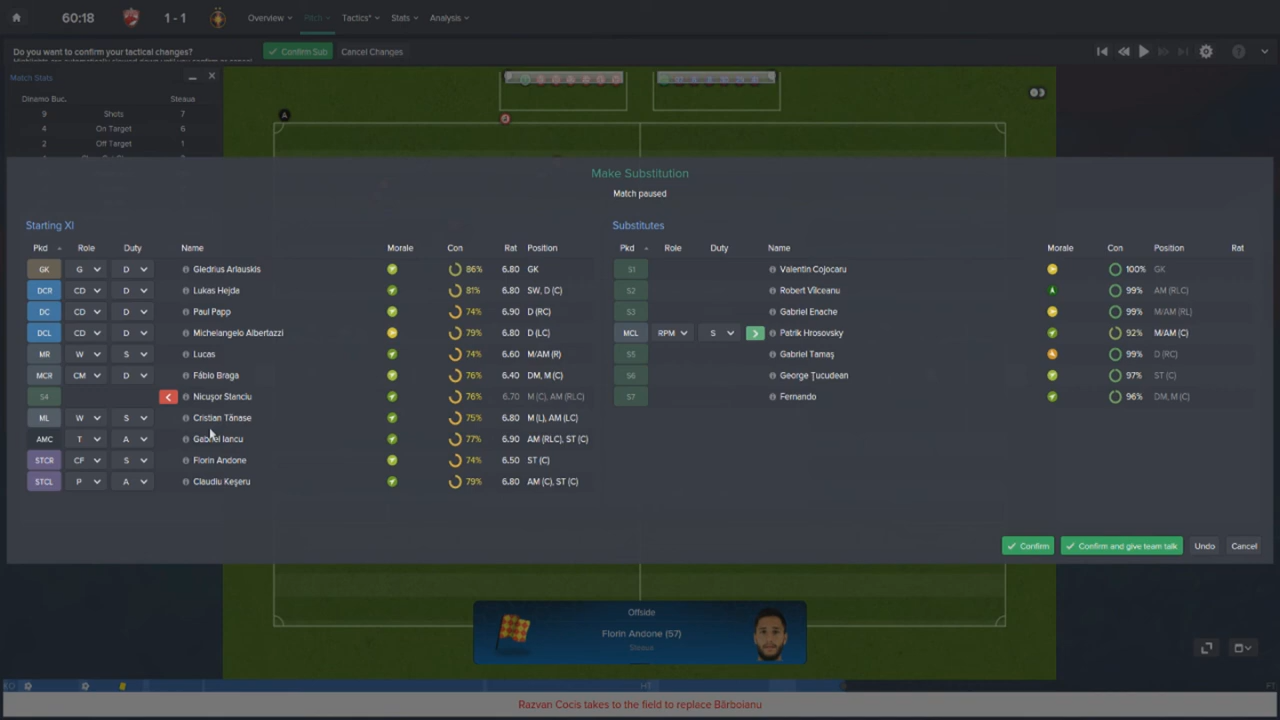 60:18 1 - 1 Overview Pitch Tactics* Stats Analysis
Do you want to confirm your tactical changes? Confirm Sub Cancel Changes
Match Stats
Dinamo Buc. Steaua
9 Shots 7
4 On Target 6
2 Off Target 1
A
Make Substitution
Match paused
Starting XI
Pkd Role Duty Name Morale Con Rat Position
GK G D Giedrius Arlauskis 86% 6.80 GK
DCR CD D Lukas Hejda 81% 6.80 SW, D (C)
DC CD D Paul Papp 74% 6.90 D (RC)
DCL CD D Michelangelo Albertazzi 79% 6.80 D (LC)
MR W S Lucas 74% 6.60 M/AM (R)
MCR CM D Fábio Braga 76% 6.40 DM, M (C)
S4 Nicuşor Stanciu 76% 6.70 M (C), AM (RLC)
ML W S Cristian Tănase 75% 6.80 M (L), AM (LC)
AMC T A Gabriel Iancu 77% 6.90 AM (RLC), ST (C)
STCR CF S Florin Andone 74% 6.50 ST (C)
STCL P A Claudiu Keşeru 79% 6.80 AM (C), ST (C)
Substitutes
Pkd Role Duty Name Morale Con Position Rat
S1 Valentin Cojocaru 100% GK
S2 Robert Vîlceanu 99% AM (RLC)
S3 Gabriel Enache 99% M/AM (RL)
MCL RPM S Patrik Hrosovsky 92% M/AM (C)
S5 Gabriel Tamaş 99% D (RC)
S6 George Ţucudean 97% ST (C)
S7 Fernando 96% DM, M (C)
Confirm Confirm and give team talk Undo Cancel
Offside
Florin Andone (57)
Steaua
HT
FT
Razvan Cocis takes to the field to replace Bărboianu